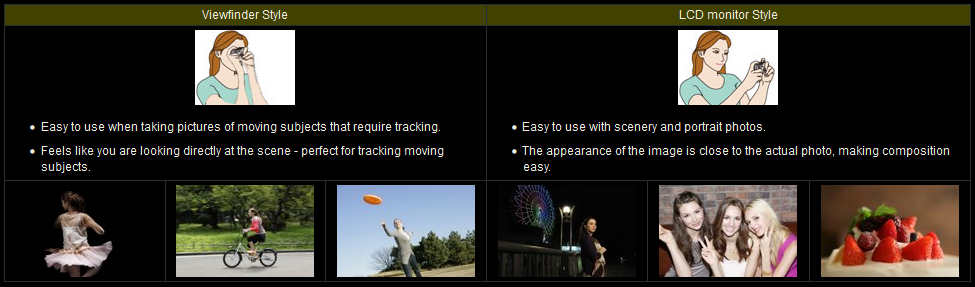 Viewfinder Style
LCD monitor Style
Easy to use when taking pictures of moving subjects that require tracking.
Feels like you are looking directly at the scene - perfect for tracking moving
subjects.
Easy to use with scenery and portrait photos.
The appearance of the image is close to the actual photo, making composition
easy.